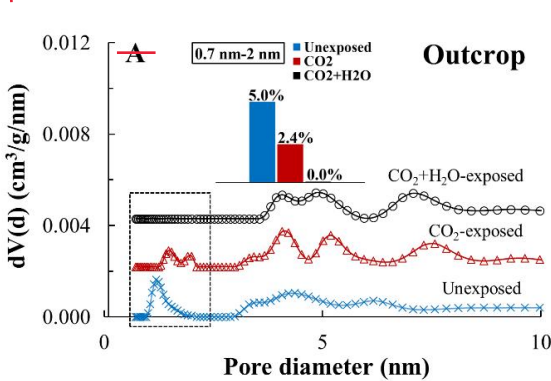 0.012
A
0.7 nm-2 nm
Unexposed
CO2
CO2+H2O
Outcrop
5.0%
2.4%
0.0%
0.008
CO₂+H₂O-exposed
0.004
CO₂-exposed
Unexposed
0.000
dV(d) (cm³/g/nm)
0
5
10
Pore diameter (nm)